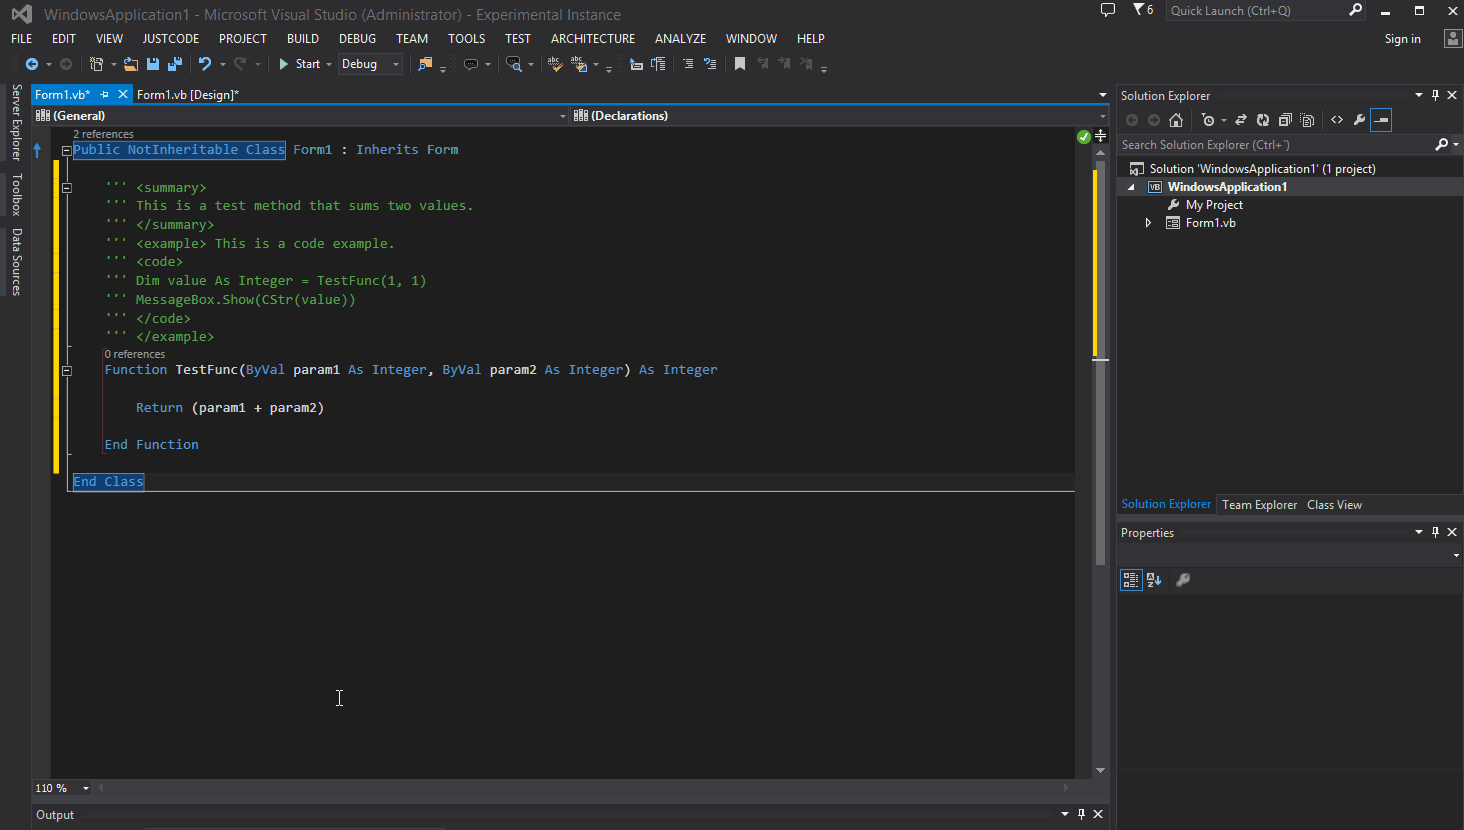 WindowsApplication1 - Microsoft Visual Studio (Administrator) - Experimental Instance
6
Quick Launch (Ctrl+Q)
FILE EDIT VIEW JUSTCODE PROJECT BUILD DEBUG TEAM TOOLS TEST ARCHITECTURE ANALYZE WINDOW HELP
Sign in
Start Debug
Server Explorer
Toolbox
Data Sources
Form1.vb* Form1.vb [Design]*
(General) (Declarations)
2 references
Public NotInheritable Class Form1 : Inherits Form
''' <summary>
''' This is a test method that sums two values.
''' </summary>
''' <example> This is a code example.
''' <code>
''' Dim value As Integer = TestFunc(1, 1)
''' MessageBox.Show(CStr(value))
''' </code>
''' </example>
0 references
Function TestFunc(ByVal param1 As Integer, ByVal param2 As Integer) As Integer
Return (param1 + param2)
End Function
End Class
110 %
Output
Solution Explorer
Search Solution Explorer (Ctrl+`)
Solution 'WindowsApplication1' (1 project)
VB WindowsApplication1
My Project
Form1.vb
Solution Explorer Team Explorer Class View
Properties